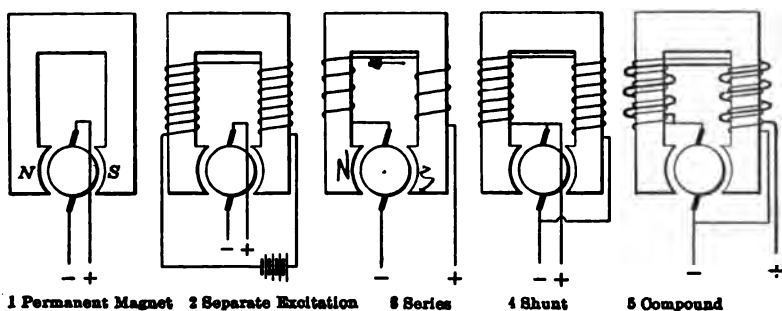 N S N S
− + − + − + − + − +
1 Permanent Magnet 2 Separate Excitation 3 Series 4 Shunt 5 Compound